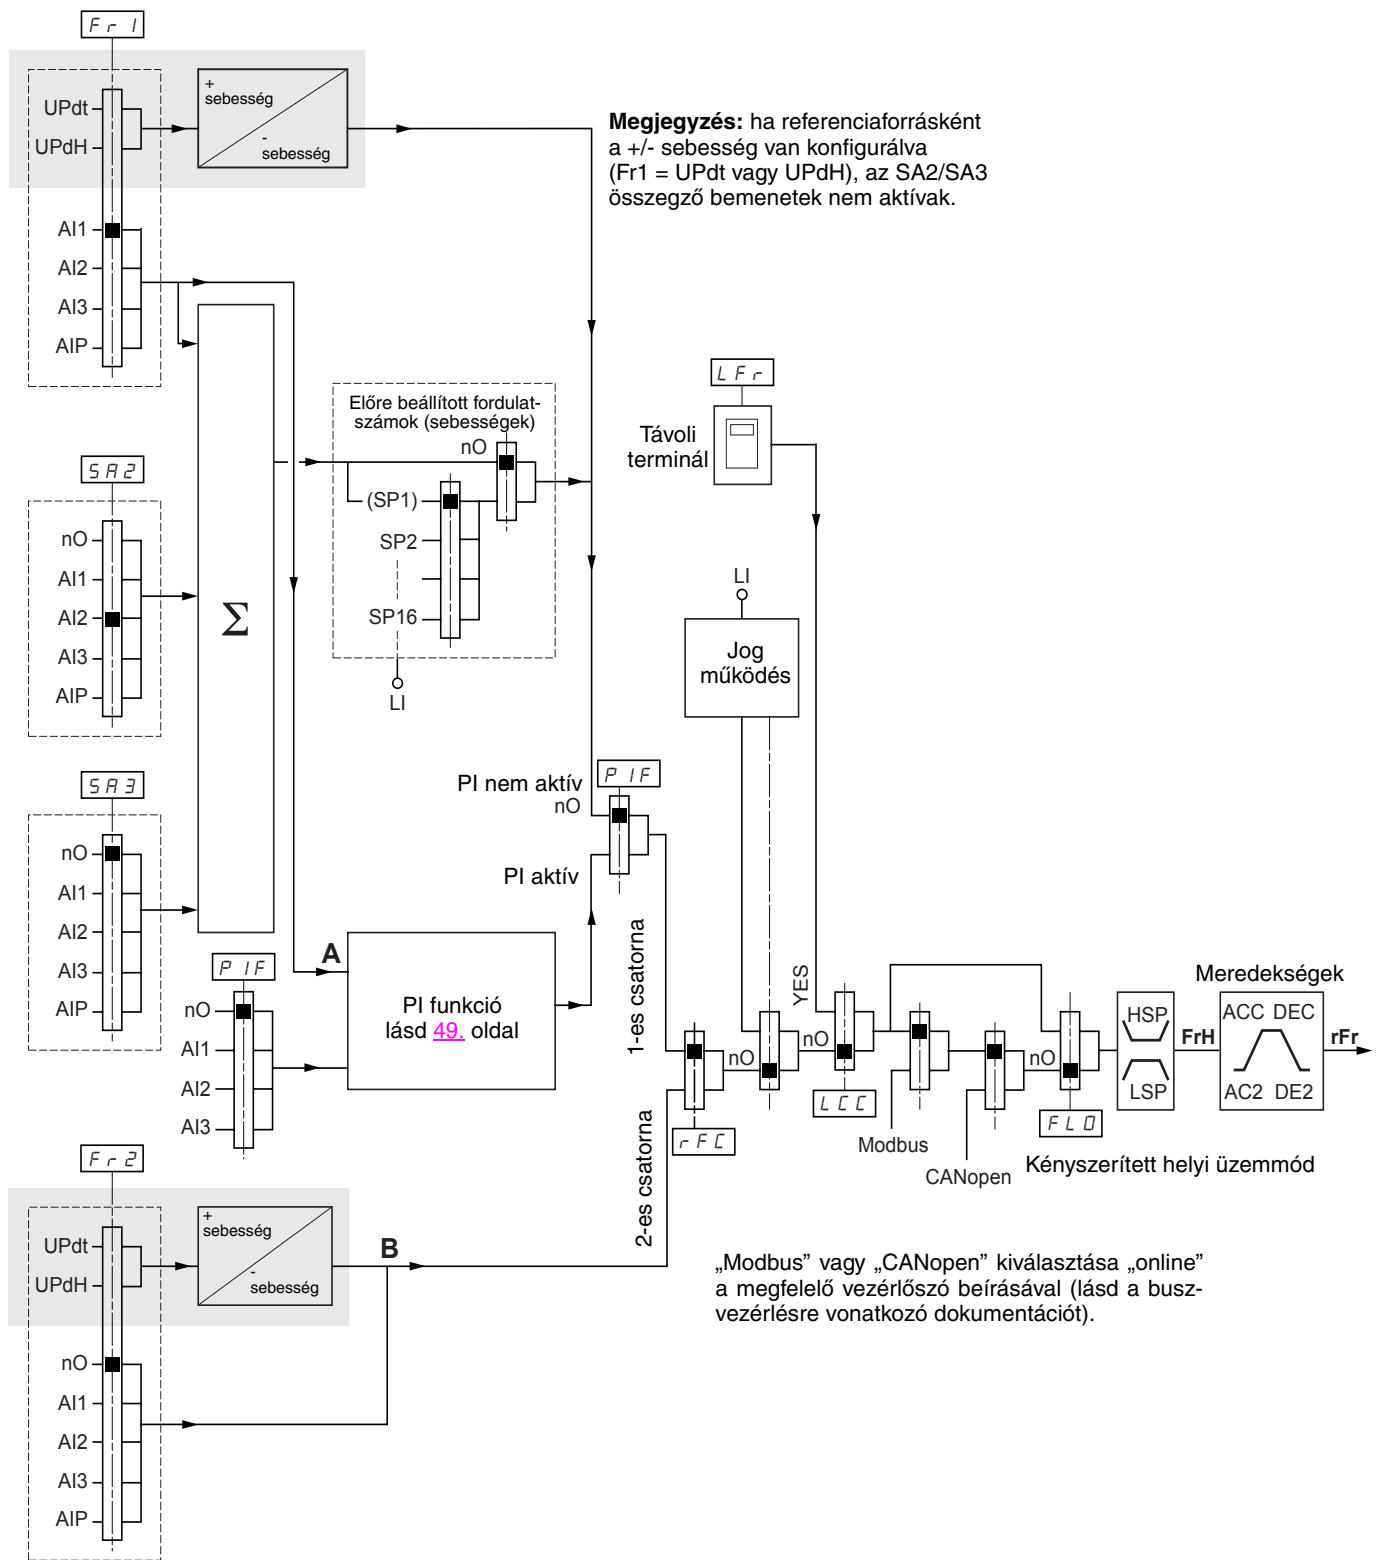 Fr1
UPdt
UPdH
+
sebesség
-
sebesség
AI1
AI2
AI3
AIP
Megjegyzés: ha referenciaforrásként
a +/- sebesség van konfigurálva
(Fr1 = UPdt vagy UPdH), az SA2/SA3
összegző bemenetek nem aktívak.
SA2
nO
AI1
AI2
AI3
AIP
Σ
Előre beállított fordulat-
számok (sebességek)
nO
(SP1)
SP2
SP16
LI
LFr
Távoli
terminál
LI
Jog
működés
SA3
nO
AI1
AI2
AI3
AIP
PI nem aktív
nO
PIF
PI aktív
A
PIF
nO
AI1
AI2
AI3
PI funkció
lásd 49. oldal
1-es csatorna
2-es csatorna
rFC
nO
YES
nO
LCC
Modbus
CANopen
nO
FLO
Kényszerített helyi üzemmód
HSP
LSP
FrH
Meredekségek
ACC DEC
AC2 DE2
rFr
Fr2
UPdt
UPdH
+
sebesség
-
sebesség
B
nO
AI1
AI2
AI3
AIP
„Modbus” vagy „CANopen” kiválasztása „online”
a megfelelő vezérlőszó beírásával (lásd a busz-
vezérlésre vonatkozó dokumentációt).